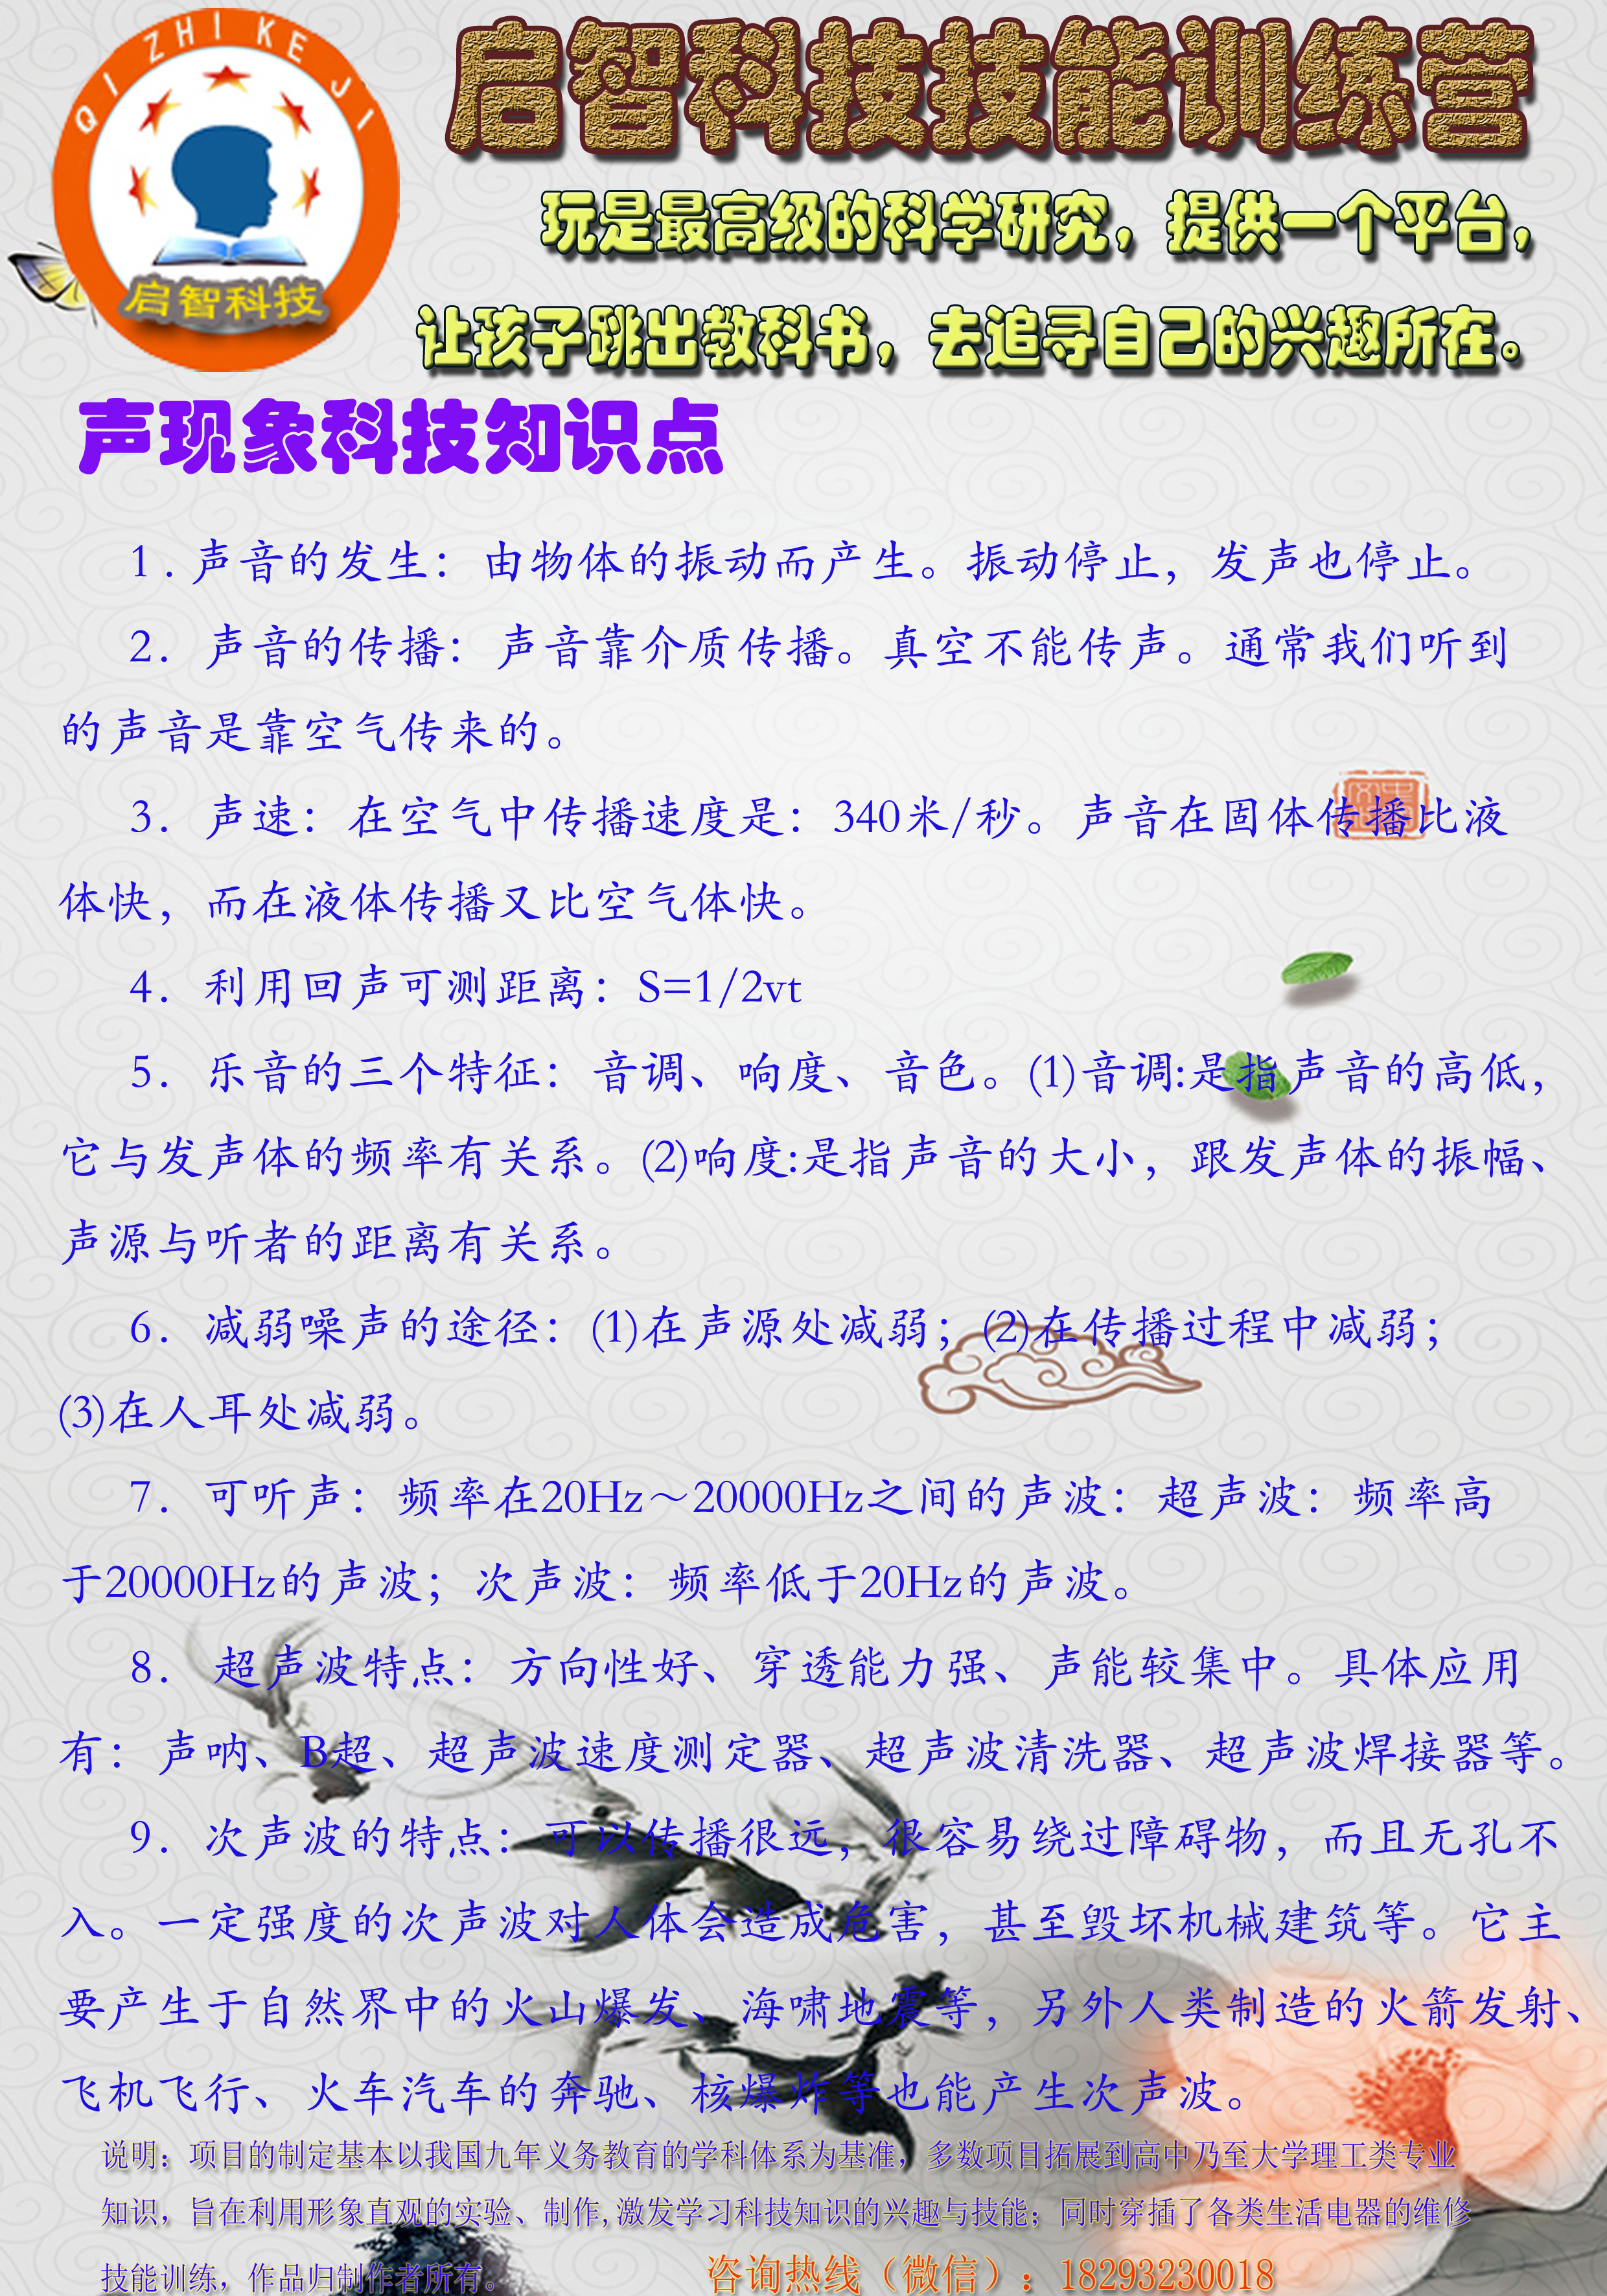 QI ZHI KE JI
启智科技
启智科技技能训练营
玩是最高级的科学研究，提供一个平台，
让孩子跳出教科书，去追寻自己的兴趣所在。
声现象科技知识点
1．声音的发生：由物体的振动而产生。振动停止，发声也停止。
2．声音的传播：声音靠介质传播。真空不能传声。通常我们听到
的声音是靠空气传来的。
3．声速：在空气中传播速度是：340米/秒。声音在固体传播比液
体快，而在液体传播又比空气体快。
4．利用回声可测距离：S=1/2vt
5．乐音的三个特征：音调、响度、音色。(1)音调:是指声音的高低，
它与发声体的频率有关系。(2)响度:是指声音的大小，跟发声体的振幅、
声源与听者的距离有关系。
6．减弱噪声的途径：(1)在声源处减弱；(2)在传播过程中减弱；
(3)在人耳处减弱。
7．可听声：频率在20Hz～20000Hz之间的声波：超声波：频率高
于20000Hz的声波；次声波：频率低于20Hz的声波。
8． 超声波特点：方向性好、穿透能力强、声能较集中。具体应用
有：声呐、B超、超声波速度测定器、超声波清洗器、超声波焊接器等。
9．次声波的特点：可以传播很远，很容易绕过障碍物，而且无孔不
入。一定强度的次声波对人体会造成危害，甚至毁坏机械建筑等。它主
要产生于自然界中的火山爆发、海啸地震等，另外人类制造的火箭发射、
飞机飞行、火车汽车的奔驰、核爆炸等也能产生次声波。
说明：项目的制定基本以我国九年义务教育的学科体系为基准，多数项目拓展到高中乃至大学理工类专业
知识，旨在利用形象直观的实验、制作,激发学习科技知识的兴趣与技能；同时穿插了各类生活电器的维修
技能训练，作品归制作者所有。
咨询热线（微信）：18293230018